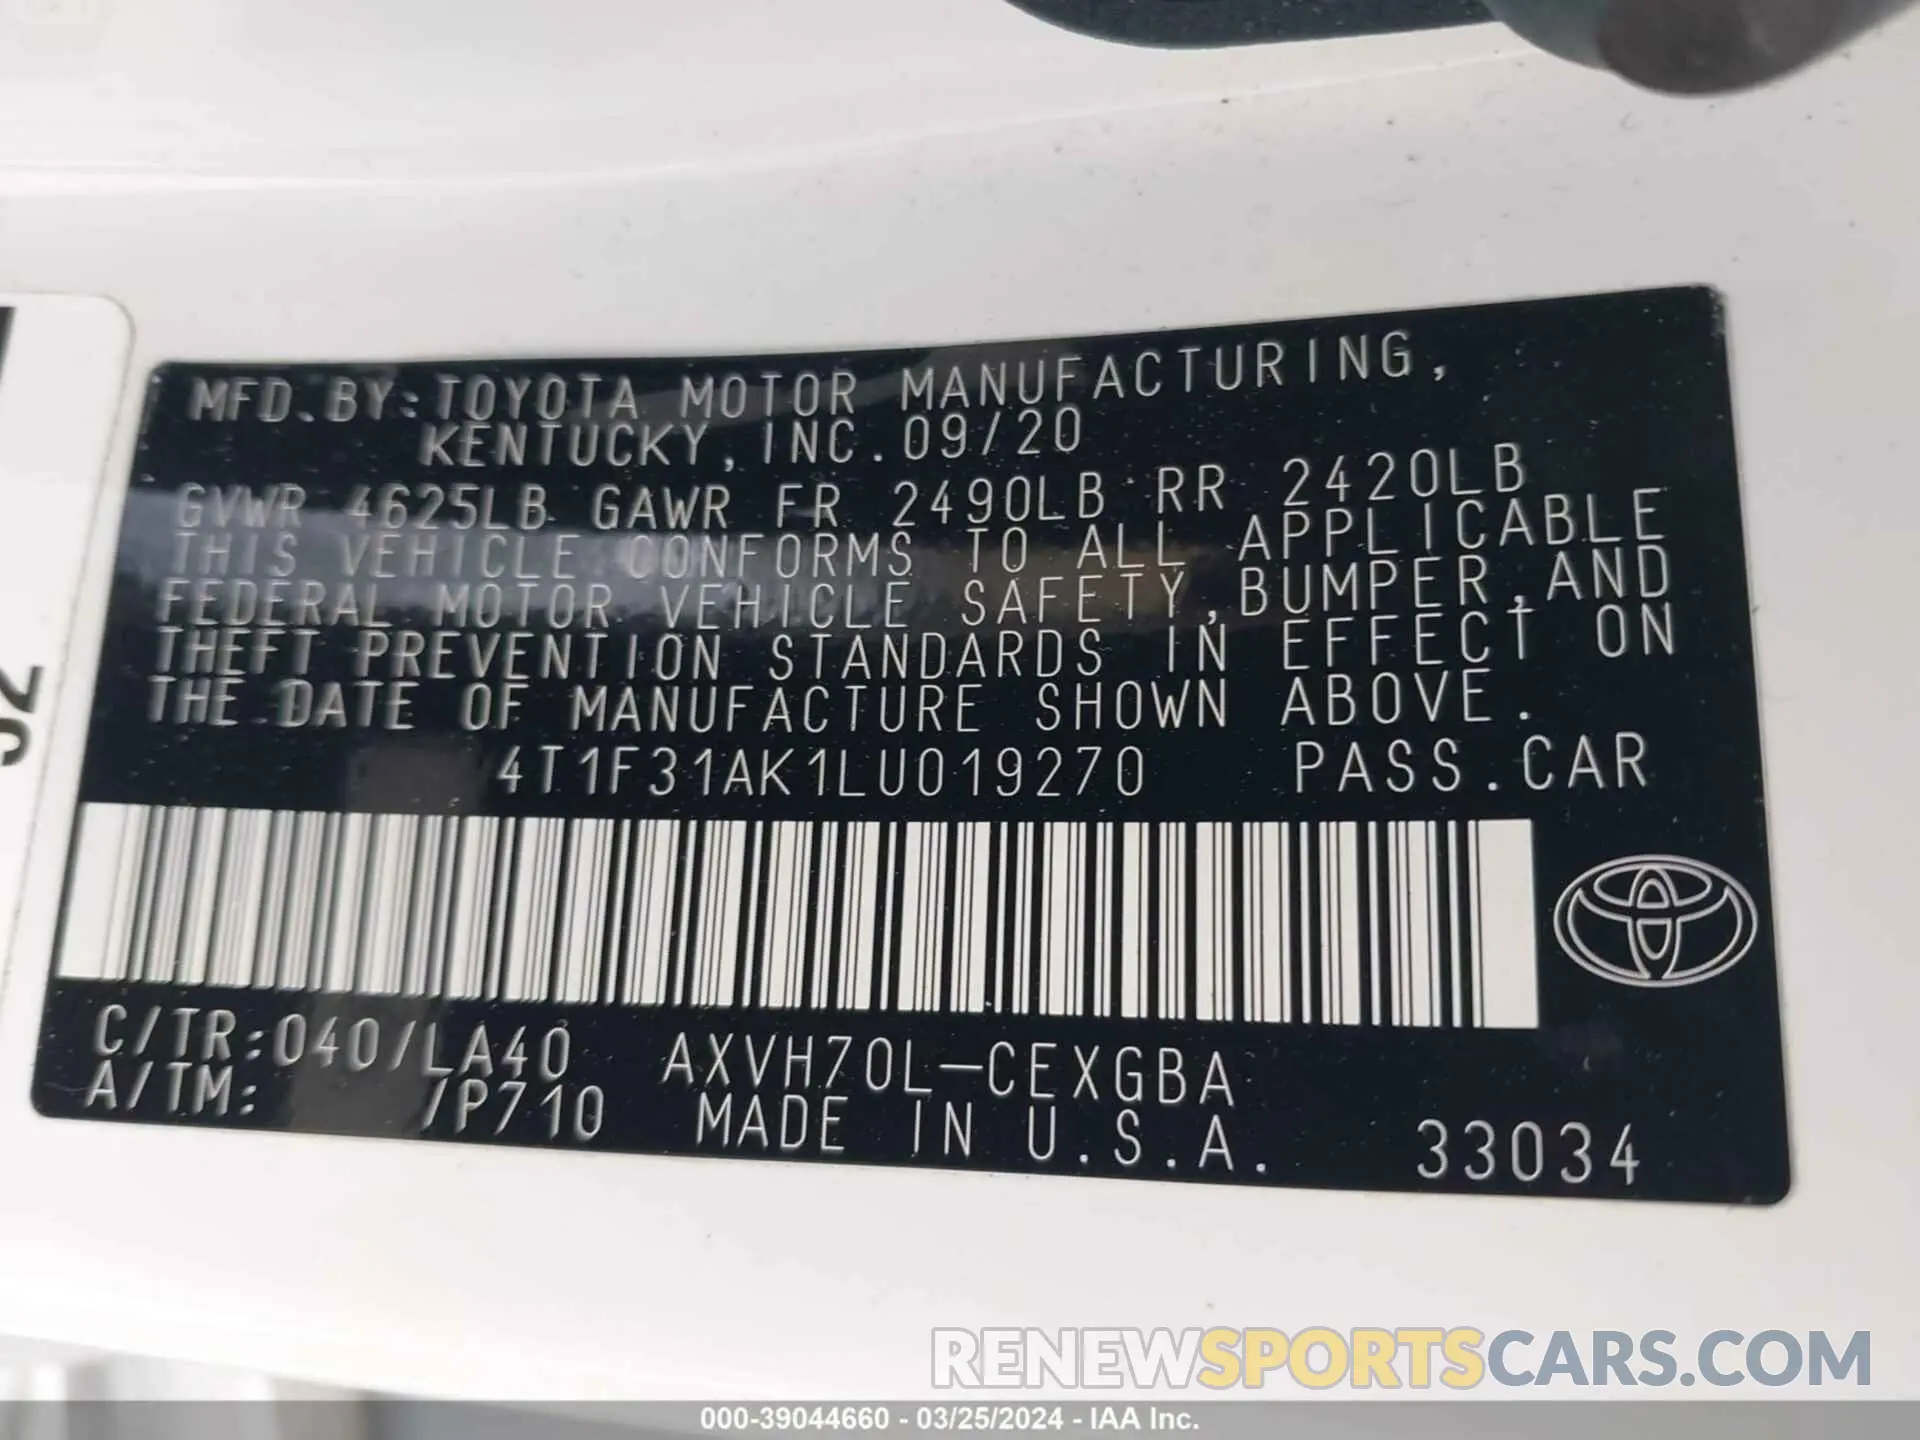 MFD.BY:TOYOTA MOTOR MANUFACTURING,
KENTUCKY, INC.09/20
GVWR 4625LB GAWR FR 2490LB RR 2420LB
THIS VEHICLE CONFORMS TO ALL APPLICABLE
FEDERAL MOTOR VEHICLE SAFETY,BUMPER,AND
THEFT PREVENTION STANDARDS IN EFFECT ON
THE DATE OF MANUFACTURE SHOWN ABOVE.
4T1F31AK1LU019270 PASS.CAR
C/TR:040/LA40 AXVH70L-CEXGBA
A/TM: /P710 MADE IN U.S.A. 33034
RENEWSPORTSCARS.COM
000-39044660 - 03/25/2024 - IAA Inc.